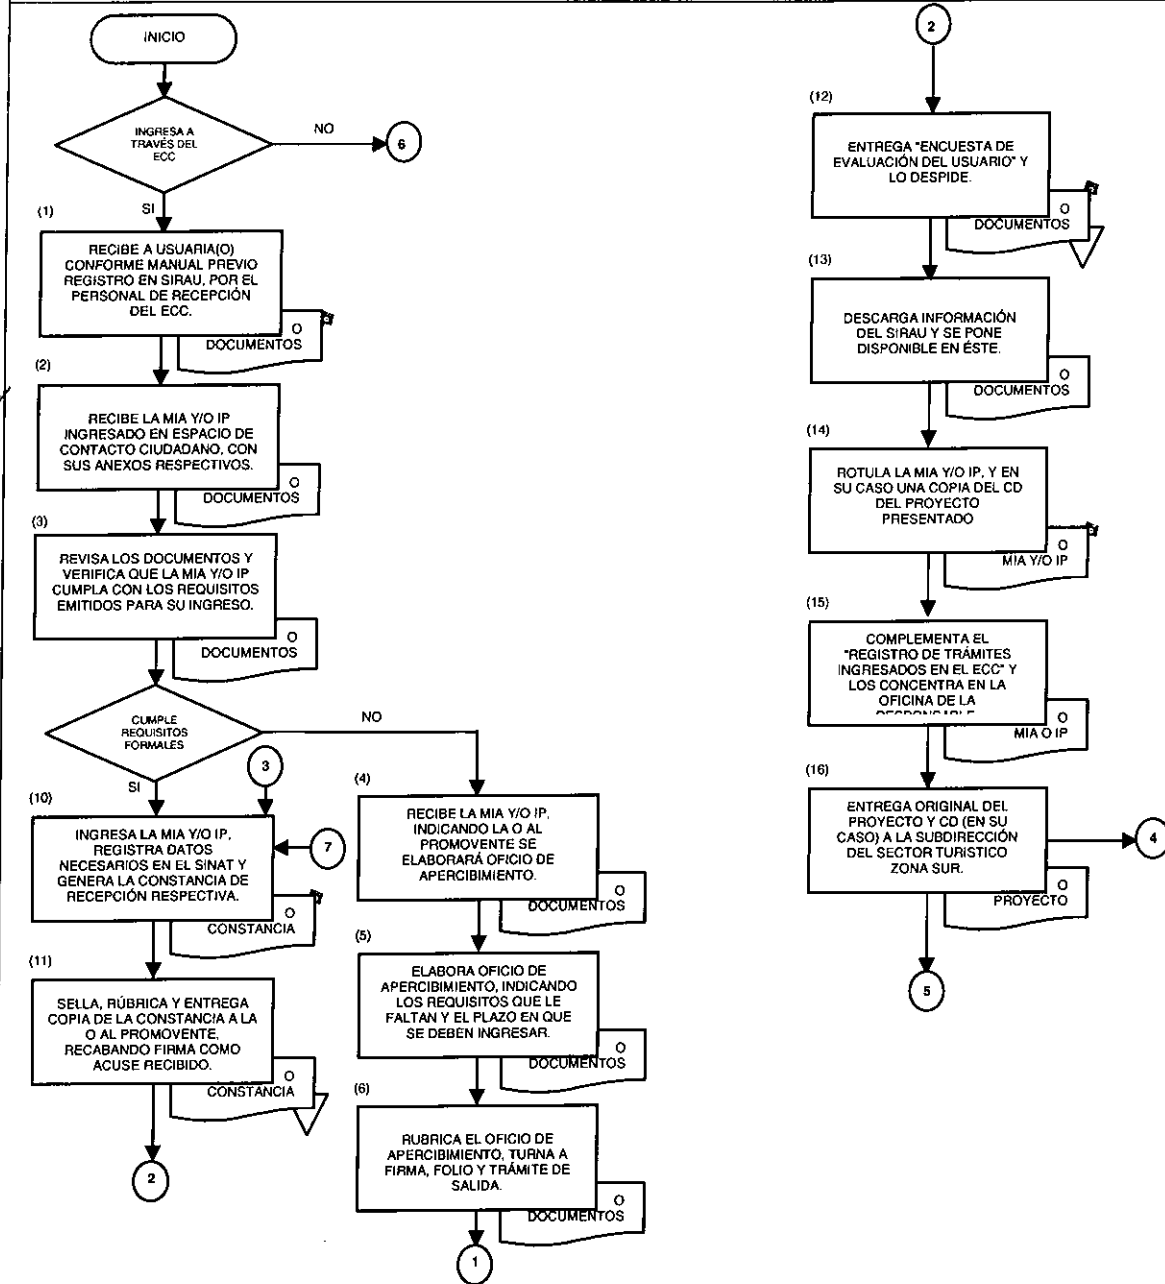 INICIO
INGRESA A
TRAVÉS DEL
ECC
NO
6
SI
(1)
RECIBE A USUARIA(O)
CONFORME MANUAL PREVIO
REGISTRO EN SIRAU, POR EL
PERSONAL DE RECEPCIÓN
DEL ECC.
O
DOCUMENTOS
(2)
RECIBE LA MIA Y/O IP
INGRESADO EN ESPACIO DE
CONTACTO CIUDADANO, CON
SUS ANEXOS RESPECTIVOS.
O
DOCUMENTOS
(3)
REVISA LOS DOCUMENTOS Y
VERIFICA QUE LA MIA Y/O IP
CUMPLA CON LOS REQUISITOS
EMITIDOS PARA SU INGRESO.
O
DOCUMENTOS
CUMPLE
REQUISITOS
FORMALES
NO
SI
3
(10)
INGRESA LA MIA Y/O IP,
REGISTRA DATOS
NECESARIOS EN EL SINAT Y
GENERA LA CONSTANCIA DE
RECEPCIÓN RESPECTIVA.
7
O
CONSTANCIA
(11)
SELLA, RÚBRICA Y ENTREGA
COPIA DE LA CONSTANCIA A LA
O AL PROMOVENTE,
RECABANDO FIRMA COMO
ACUSE RECIBIDO.
O
CONSTANCIA
2
(4)
RECIBE LA MIA Y/O IP,
INDICANDO LA O AL
PROMOVENTE SE
ELABORARÁ OFICIO DE
APERCIBIMIENTO.
O
DOCUMENTOS
(5)
ELABORA OFICIO DE
APERCIBIMIENTO, INDICANDO
LOS REQUISITOS QUE LE
FALTAN Y EL PLAZO EN QUE
SE DEBEN INGRESAR.
O
DOCUMENTOS
(6)
RUBRICA EL OFICIO DE
APERCIBIMIENTO, TURNA A
FIRMA, FOLIO Y TRÁMITE DE
SALIDA.
O
DOCUMENTOS
1
2
(12)
ENTREGA "ENCUESTA DE
EVALUACIÓN DEL USUARIO" Y
LO DESPIDE.
O
DOCUMENTOS
(13)
DESCARGA INFORMACIÓN
DEL SIRAU Y SE PONE
DISPONIBLE EN ÉSTE.
O
DOCUMENTOS
(14)
ROTULA LA MIA Y/O IP, Y EN
SU CASO UNA COPIA DEL CD
DEL PROYECTO
PRESENTADO
O
MIA Y/O IP
(15)
COMPLEMENTA EL
"REGISTRO DE TRÁMITES
INGRESADOS EN EL ECC" Y
LOS CONCENTRA EN LA
OFICINA DE LA
O
MIA O IP
(16)
ENTREGA ORIGINAL DEL
PROYECTO Y CD (EN SU
CASO) A LA SUBDIRECCIÓN
DEL SECTOR TURISTICO
ZONA SUR.
4
O
PROYECTO
5